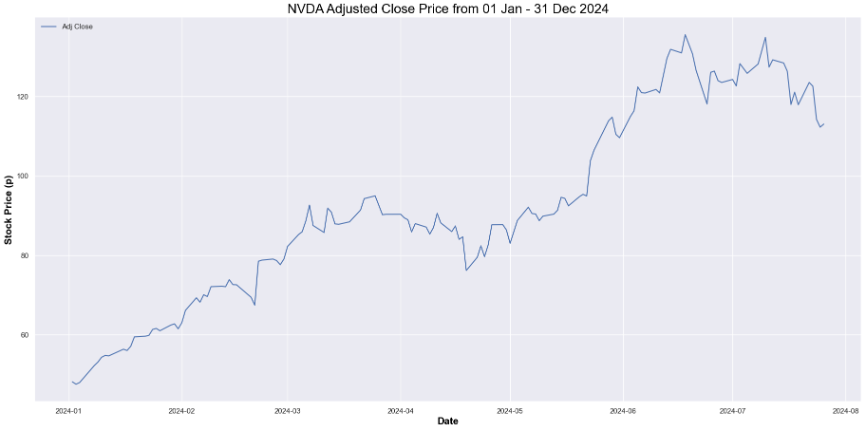 NVDA Adjusted Close Price from 01 Jan - 31 Dec 2024
Adj Close
Stock Price (p)
120
100
80
60
2024-01 2024-02 2024-03 2024-04 2024-05 2024-06 2024-07 2024-08
Date